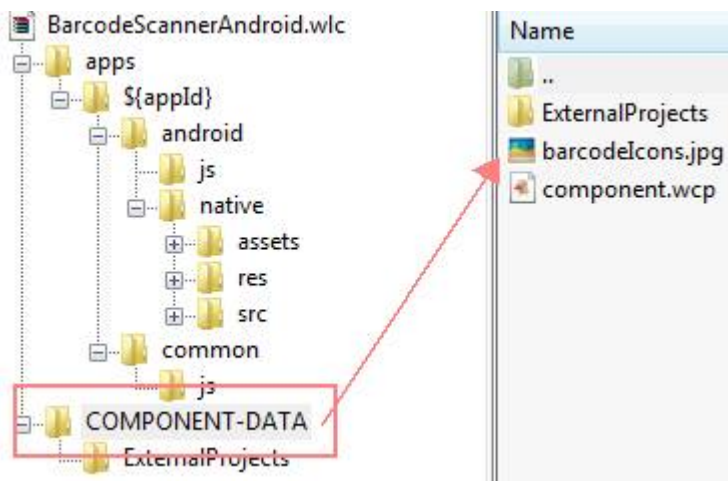 BarcodeScannerAndroid.wlc
apps
${appId}
android
js
native
assets
res
src
common
js
COMPONENT-DATA
ExternalProjects
Name
..
ExternalProjects
barcodeIcons.jpg
component.wcp